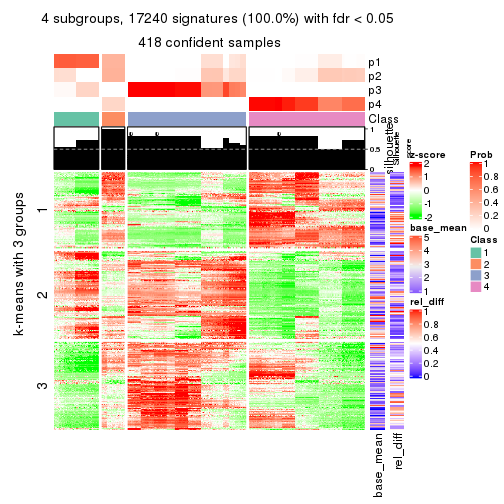 4 subgroups, 17240 signatures (100.0%) with fdr < 0.05
418 confident samples
p1
p2
p3
p4
Class
1
0.5
0
silhouette
Silhouette
score
k-means with 3 groups
1
2
3
base_mean
rel_diff
z-score
2
1
0
-1
-2
base_mean
5
4
3
2
1
rel_diff
1
0.8
0.6
0.4
0.2
0
Prob
1
0.8
0.6
0.4
0.2
0
Class
1
2
3
4